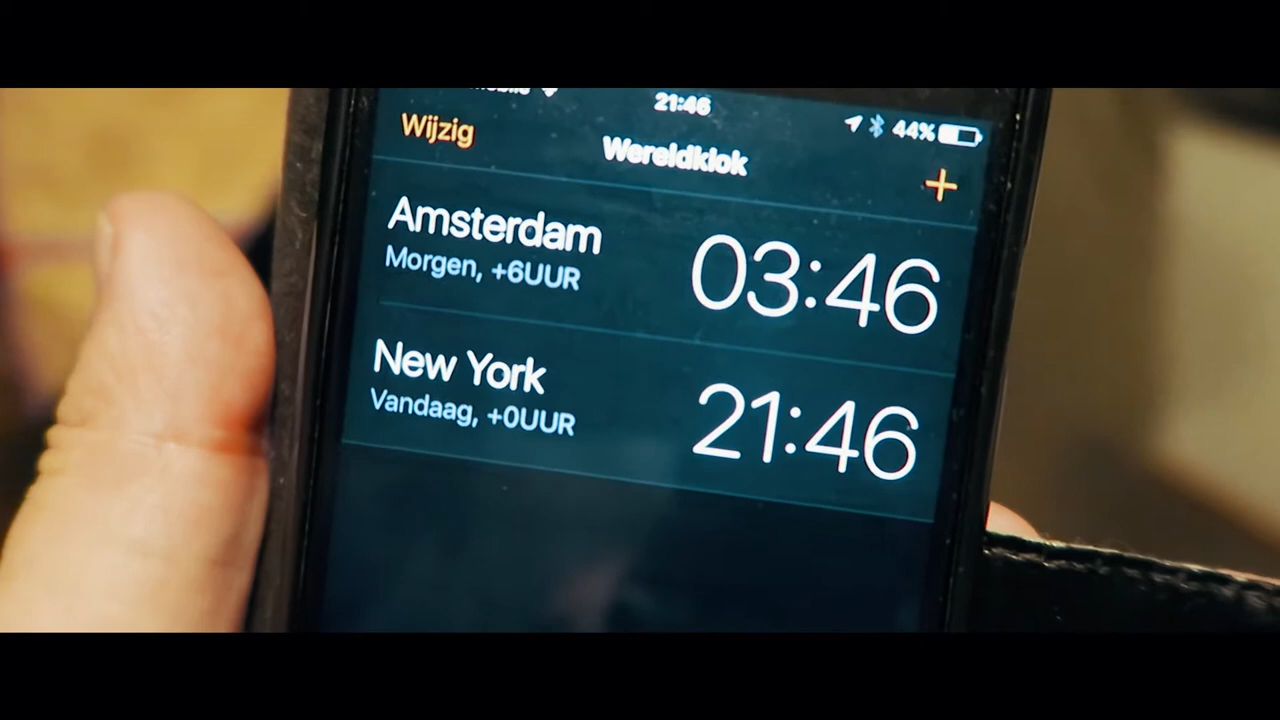 21:46
44%
Wijzig
Wereldklok
+
Amsterdam
03:46
Morgen, +6UUR
New York
21:46
Vandaag, +0UUR